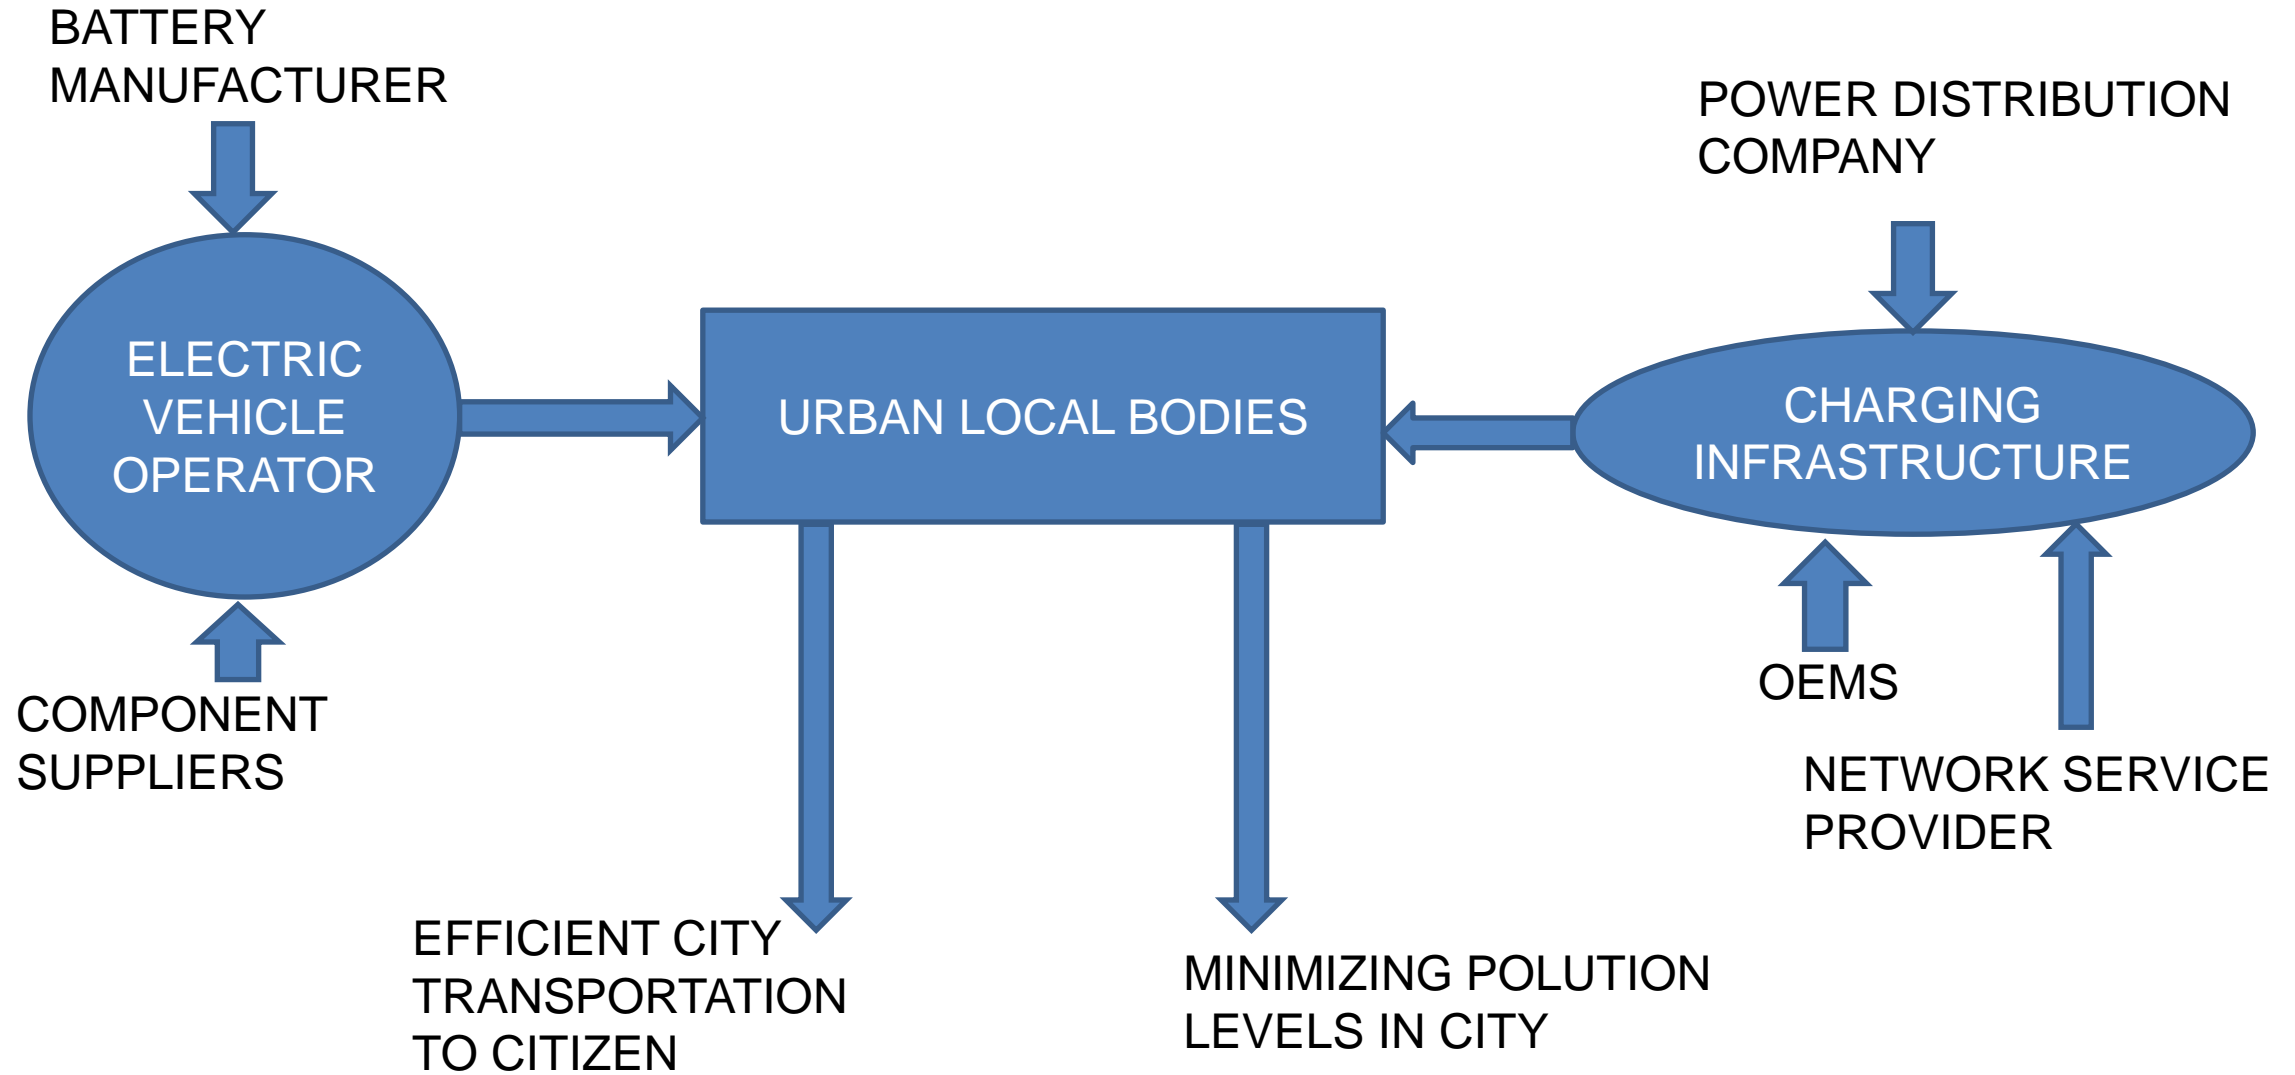 BATTERY
MANUFACTURER
POWER DISTRIBUTION
COMPANY
ELECTRIC
VEHICLE
OPERATOR
URBAN LOCAL BODIES
CHARGING
INFRASTRUCTURE
COMPONENT
SUPPLIERS
OEMS
NETWORK SERVICE
PROVIDER
EFFICIENT CITY
TRANSPORTATION
TO CITIZEN
MINIMIZING POLUTION
LEVELS IN CITY